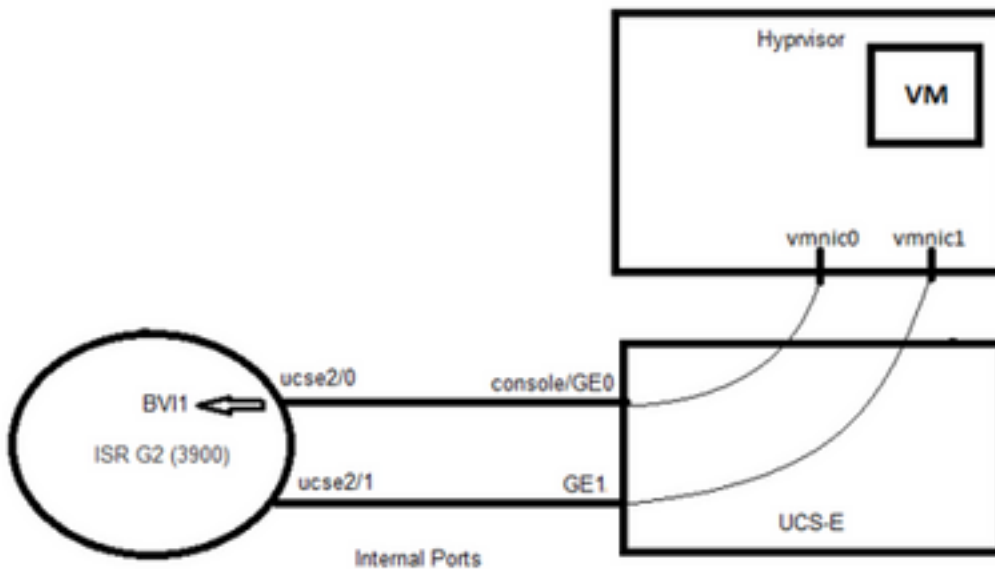 Hyprvisor
VM
vmnic0 vmnic1
ucse2/0 console/GE0
BVI1
ISR G2 (3900)
ucse2/1 GE1
UCS-E
Internal Ports